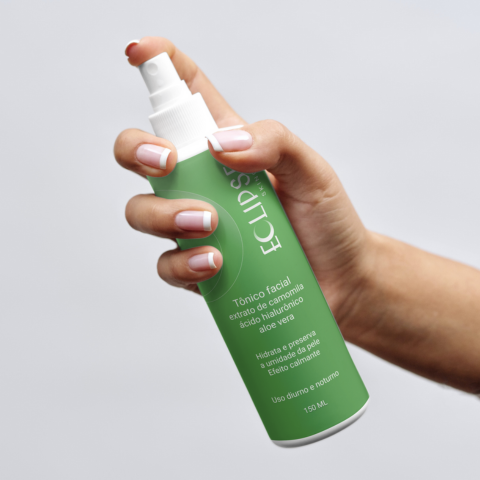 ECLIPSE
Tônico facial
extrato de camomila
ácido hialurônico
aloe vera
Hidrata e preserva
a umidade da pele
Efeito calmante
Uso diurno e noturno
150 ML